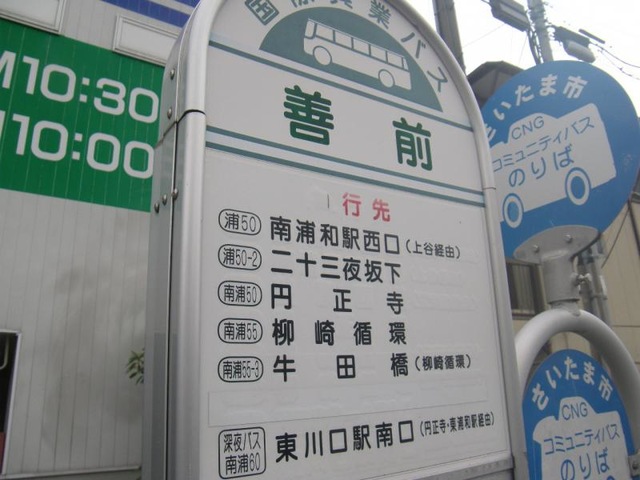 M10:30
10:00
国際興業バス
善前
行先
浦50 南浦和駅西口(上谷経由)
浦50-2 二十三夜坂下
南浦50 円正寺
南浦55 柳崎循環
南浦55-3 牛田橋(柳崎循環)
深夜バス 南浦60 東川口駅南口(円正寺・東浦和駅経由)
さいたま市
CNG
コミュニティバス
のりば
さいたま市
CNG
コミュニティバス
のりば